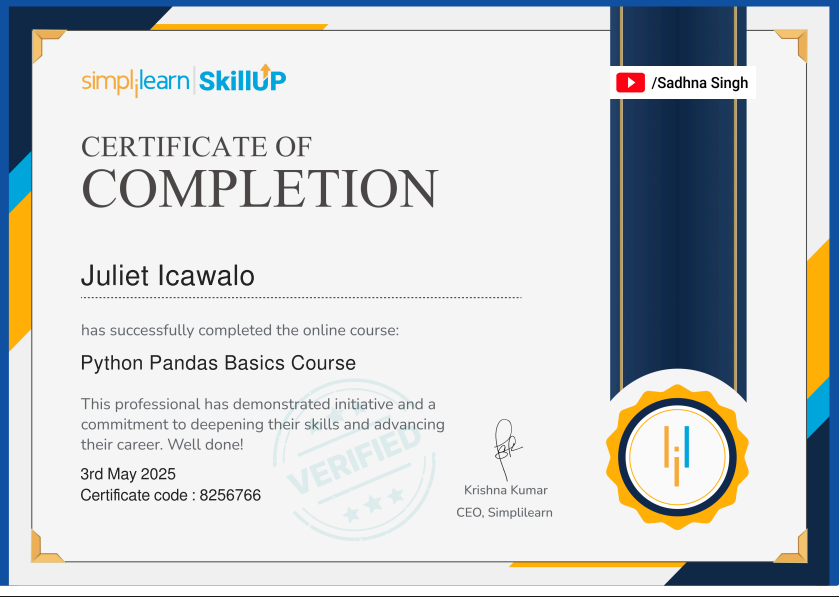 simplilearn | SkillUP
/Sadhna Singh
CERTIFICATE OF
COMPLETION
Juliet Icawalo
has successfully completed the online course:
Python Pandas Basics Course
This professional has demonstrated initiative and a
commitment to deepening their skills and advancing
their career. Well done!
VERIFIED
3rd May 2025
Certificate code : 8256766
Krishna Kumar
CEO, Simplilearn